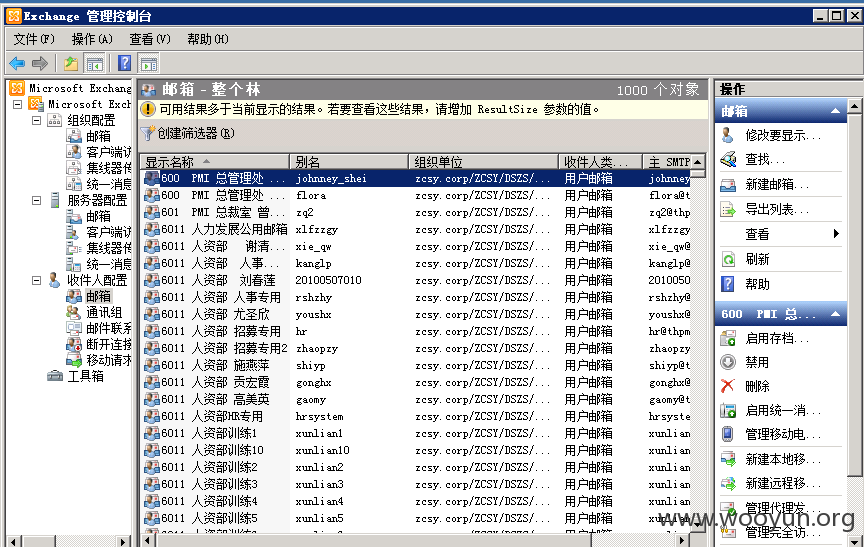 Exchange 管理控制台
文件(F) 操作(A) 查看(V) 帮助(H)
Microsoft Exchang
Microsoft Exch
组织配置
邮箱
客户端访
集线器传
统一消息
服务器配置
邮箱
客户端访
集线器传
统一消息
收件人配置
邮箱
通讯组
邮件联系
断开连接
移动请求
工具箱
邮箱 - 整个林 1000 个对象
可用结果多于当前显示的结果。若要查看这些结果，请增加 ResultSize 参数的值。
创建筛选器(R)
显示名称 别名 组织单位 收件人类... 主 SMTP
600 PMI 总管理处 ... johnney_shei zcsy.corp/ZCSY/DSZS/... 用户邮箱 johnney
600 PMI 总管理处 ... flora zcsy.corp/ZCSY/DSZS/... 用户邮箱 flora@t
601 PMI 总裁室 曾... zq2 zcsy.corp/ZCSY/DSZS/... 用户邮箱 zq2@thp
6011 人力发展公用邮箱 xlfzzgy zcsy.corp/ZCSY/DSZS/... 用户邮箱 xlfzzgy
6011 人资部 谢清... xie_qw zcsy.corp/ZCSY/DSZS/... 用户邮箱 xie_qw@
6011 人资部 人事... kanglp zcsy.corp/ZCSY/DSZS/... 用户邮箱 kanglp@
6011 人资部 刘春莲 20100507010 zcsy.corp/ZCSY/DSZS/... 用户邮箱 2010050
6011 人资部 人事专用 rshzhy zcsy.corp/ZCSY/DSZS/... 用户邮箱 rshzhy@
6011 人资部 尤圣欣 youshx zcsy.corp/ZCSY/DSZS/... 用户邮箱 youshx@
6011 人资部 招募专用 hr zcsy.corp/ZCSY/DSZS/... 用户邮箱 hr@thpm
6011 人资部 招募专用2 zhaopzy zcsy.corp/ZCSY/DSZS/... 用户邮箱 zhaopzy
6011 人资部 施燕萍 shiyp zcsy.corp/ZCSY/DSZS/... 用户邮箱 shiyp@t
6011 人资部 贡宏霞 gonghx zcsy.corp/ZCSY/DSZS/... 用户邮箱 gonghx@
6011 人资部 高美英 gaomy zcsy.corp/ZCSY/DSZS/... 用户邮箱 gaomy@t
6011 人资部HR专用 hrsystem zcsy.corp/ZCSY/DSZS/... 用户邮箱 hrsyste
6011 人资部训练1 xunlian1 zcsy.corp/ZCSY/DSZS/... 用户邮箱 xunlian
6011 人资部训练10 xunlian10 zcsy.corp/ZCSY/DSZS/... 用户邮箱 xunlian
6011 人资部训练2 xunlian2 zcsy.corp/ZCSY/DSZS/... 用户邮箱 xunlian
6011 人资部训练3 xunlian3 zcsy.corp/ZCSY/DSZS/... 用户邮箱 xunlian
6011 人资部训练4 xunlian4 zcsy.corp/ZCSY/DSZS/... 用户邮箱 xunlian
6011 人资部训练5 xunlian5 zcsy.corp/ZCSY/DSZS/... 用户邮箱 xunlian
操作
邮箱
修改要显示...
查找...
新建邮箱...
导出列表...
查看
刷新
帮助
600 PMI 总...
启用存档...
禁用
删除
启用统一消...
管理移动电...
新建本地移...
新建远程移...
管理代理发...
管理完全访...
www.wooyun.org